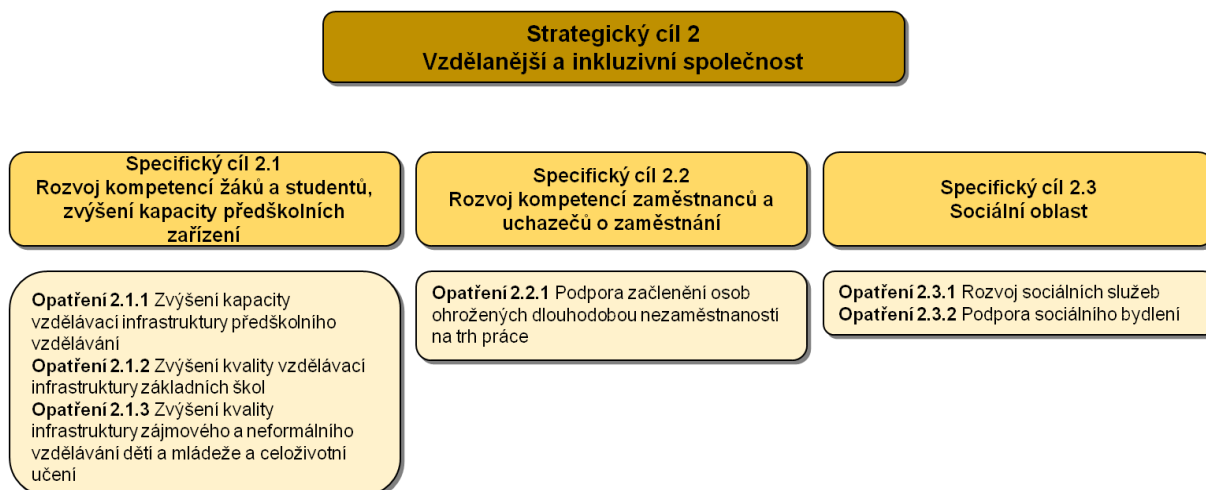 Strategický cíl 2
Vzdělanější a inkluzivní společnost
Specifický cíl 2.1
Rozvoj kompetencí žáků a studentů,
zvýšení kapacity předškolních
zařízení
Opatření 2.1.1 Zvýšení kapacity
vzdělávací infrastruktury předškolního
vzdělávání
Opatření 2.1.2 Zvýšení kvality vzdělávací
infrastruktury základních škol
Opatření 2.1.3 Zvýšení kvality
infrastruktury zájmového a neformálního
vzdělávání dětí a mládeže a celoživotní
učení
Specifický cíl 2.2
Rozvoj kompetencí zaměstnanců a
uchazečů o zaměstnání
Opatření 2.2.1 Podpora začlenění osob
ohrožených dlouhodobou nezaměstnaností
na trh práce
Specifický cíl 2.3
Sociální oblast
Opatření 2.3.1 Rozvoj sociálních služeb
Opatření 2.3.2 Podpora sociálního bydlení